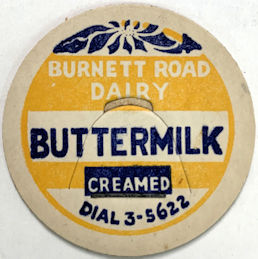 BURNETT ROAD
DAIRY
BUTTERMILK
CREAMED
DIAL 3-5622